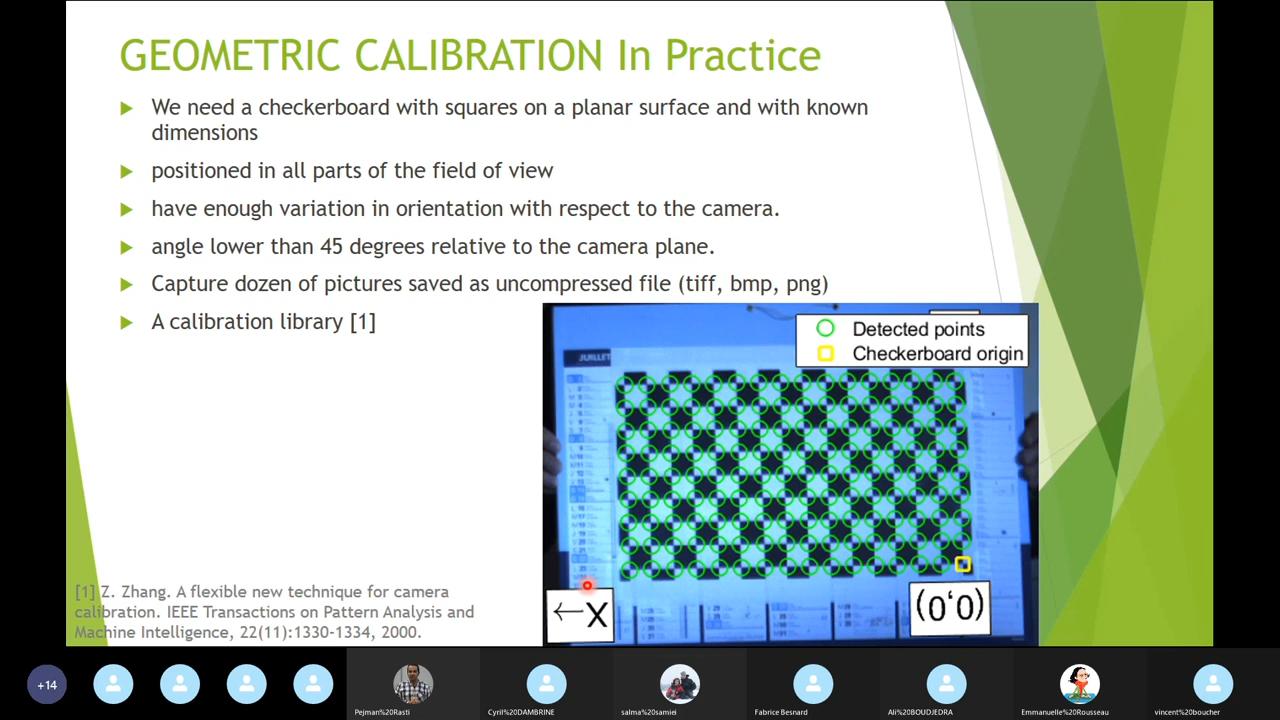 GEOMETRIC CALIBRATION In Practice
We need a checkerboard with squares on a planar surface and with known
dimensions
positioned in all parts of the field of view
have enough variation in orientation with respect to the camera.
angle lower than 45 degrees relative to the camera plane.
Capture dozen of pictures saved as uncompressed file (tiff, bmp, png)
A calibration library [1]
Detected points
Checkerboard origin
JUILLET
←X
(0,0)
[1] Z. Zhang. A flexible new technique for camera
calibration. IEEE Transactions on Pattern Analysis and
Machine Intelligence, 22(11):1330-1334, 2000.
+14
Pejman%20Rasti
Cyril%20DAMBRINE
salma%20samiei
Fabrice Besnard
Ali%20BOUDJEDRA
Emmanuelle%20Rousseau
vincent%20boucher